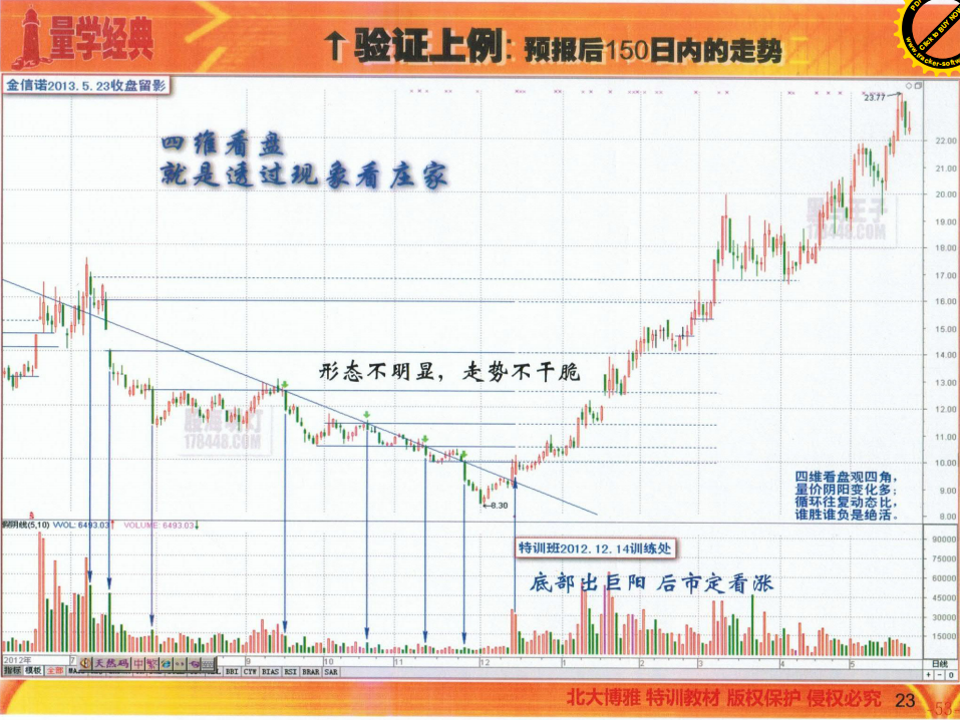 量学经典
↑验证上例: 预报后150日内的走势
Click to BUY NOW
金信诺2013.5.23收盘留影
23.77
四维看盘
就是透过现象看庄家
22.00
21.00
20.00
19.00
18.00
17.00
16.00
15.00
14.00
13.00
12.00
11.00
10.00
9.00
8.00
178448.COM
形态不明显，走势不干脆
178448.COM
8.30
四维看盘观四角，
量价阴阳变化多；
循环往复动态比，
谁胜谁负是绝活。
(5,10) VVOL: 6493.03↑ VOLUME: 6493.03↓
特训班2012.12.14训练处
底部出巨阳 后市定看涨
90000
75000
60000
45000
30000
15000
2012年 7 9 10 11 12 1 2 3 4 5 日线
天然码 中
指标 模板 全部 BBI CYW BIAS RSI BRAR SAR
北大博雅 特训教材 版权保护 侵权必究 23
-53-